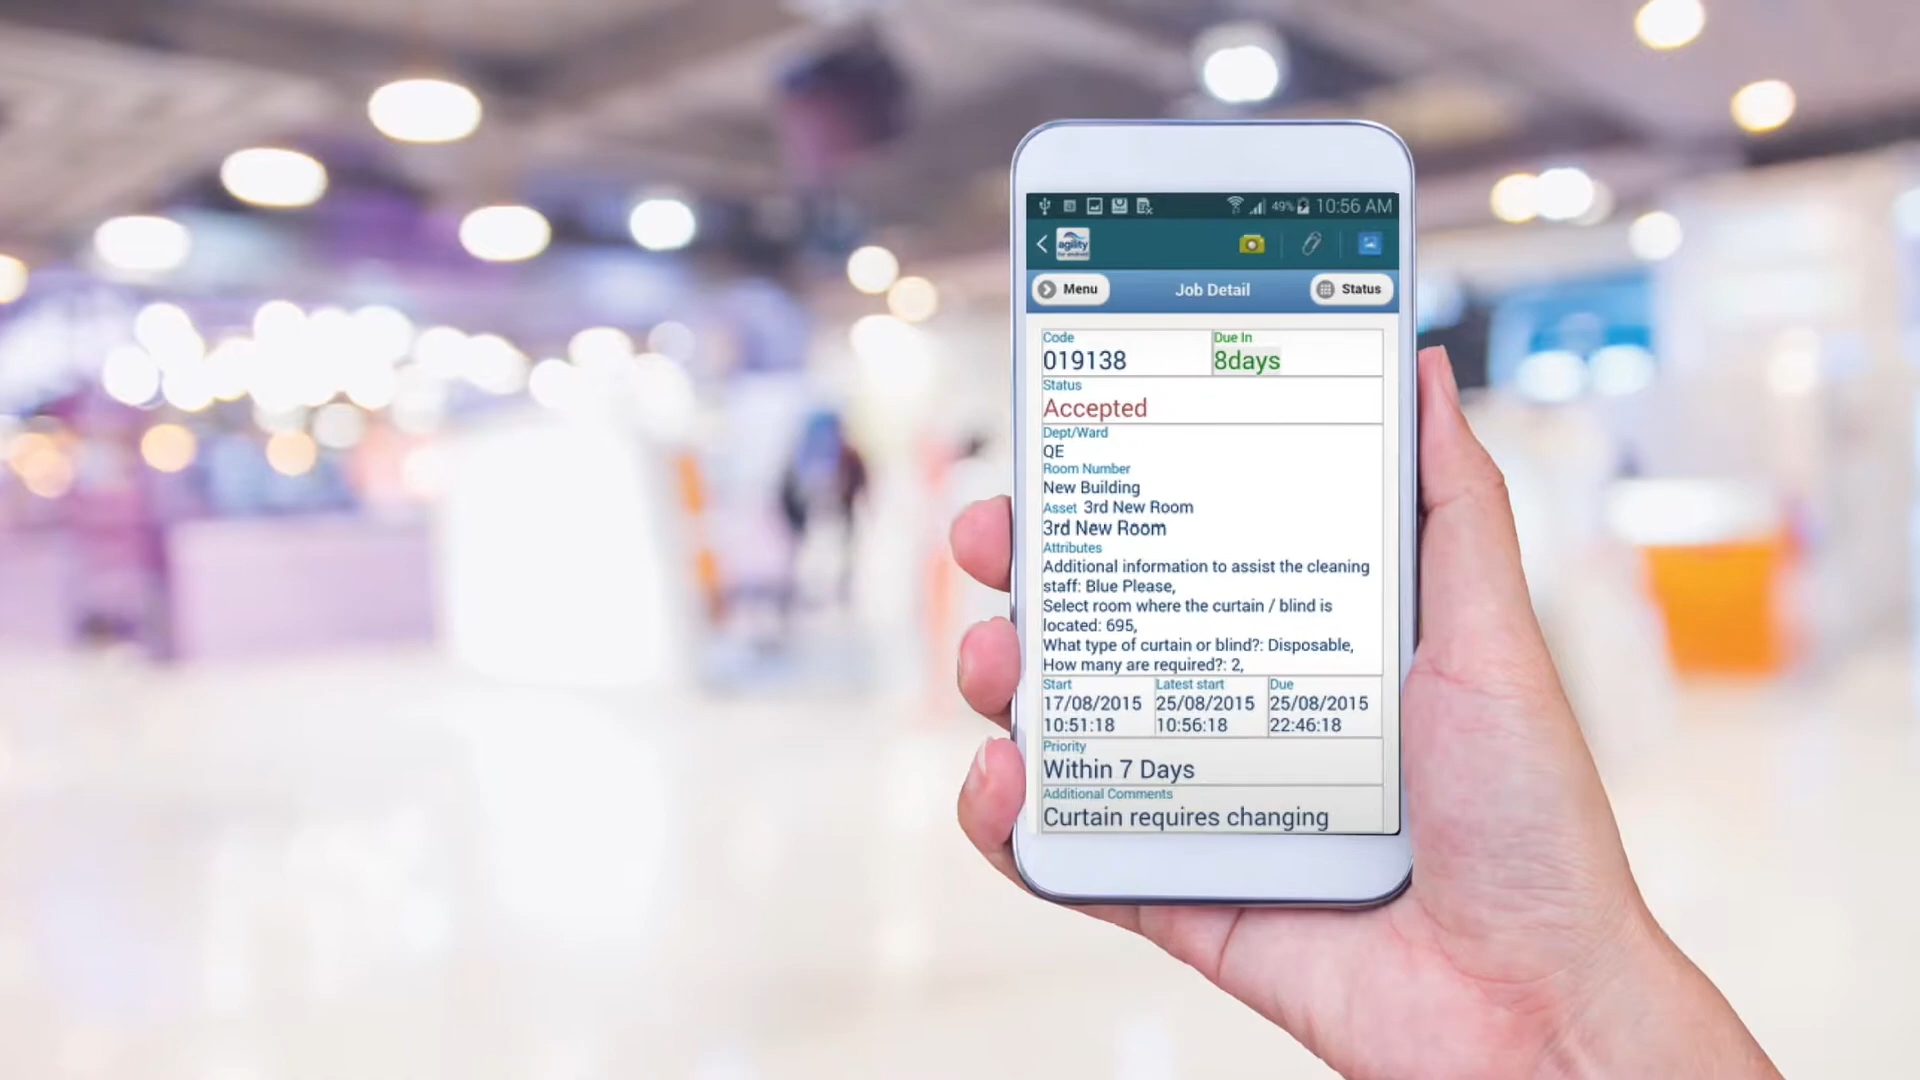 49% 10:56 AM
agility
for android
Menu
Job Detail
Status
Code
019138
Due In
8days
Status
Accepted
Dept/Ward
QE
Room Number
New Building
Asset 3rd New Room
3rd New Room
Attributes
Additional information to assist the cleaning
staff: Blue Please,
Select room where the curtain / blind is
located: 695,
What type of curtain or blind?: Disposable,
How many are required?: 2,
Start
17/08/2015
10:51:18
Latest start
25/08/2015
10:56:18
Due
25/08/2015
22:46:18
Priority
Within 7 Days
Additional Comments
Curtain requires changing